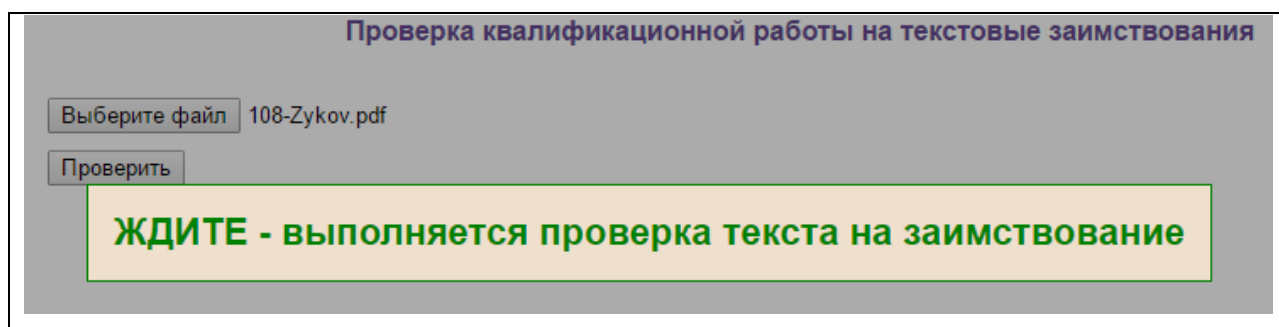 Проверка квалификационной работы на текстовые заимствования
Выберите файл 108-Zykov.pdf
Проверить
ЖДИТЕ - выполняется проверка текста на заимствование